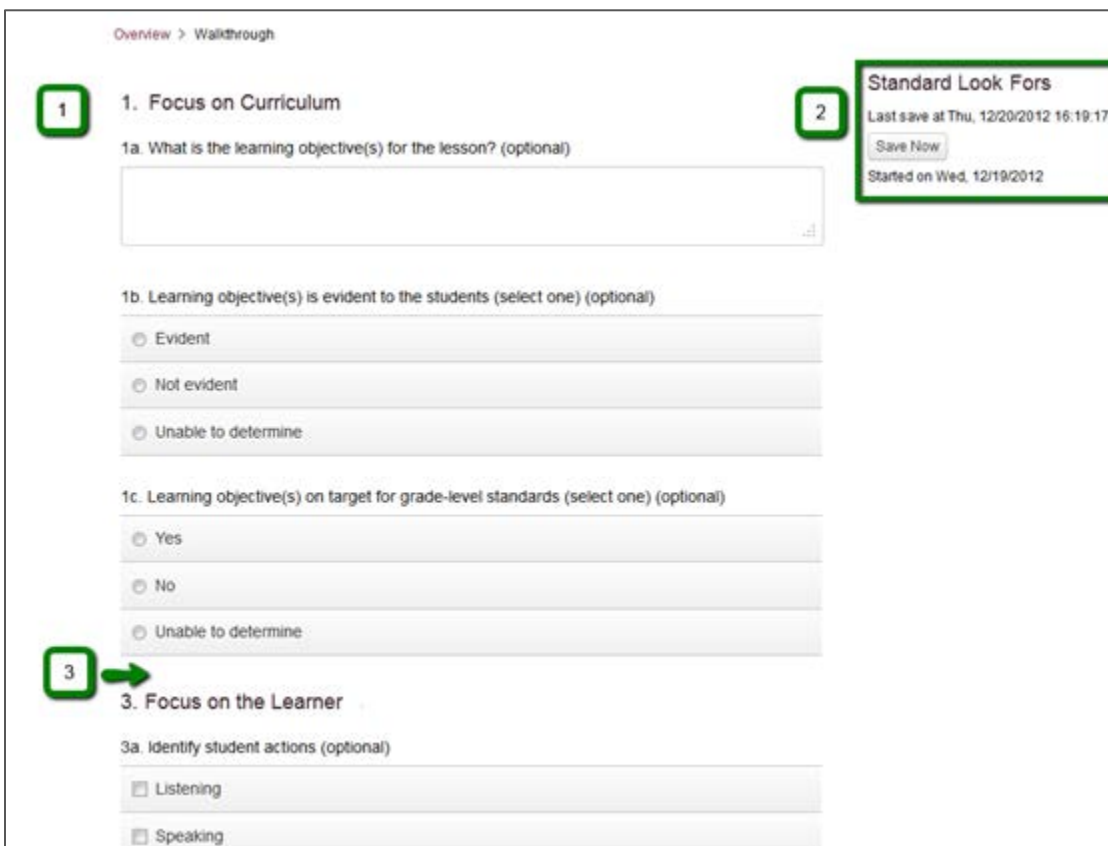 Overview > Walkthrough
1
1. Focus on Curriculum
1a. What is the learning objective(s) for the lesson? (optional)
2
Standard Look Fors
Last save at Thu, 12/20/2012 16:19:17
Save Now
Started on Wed, 12/19/2012
1b. Learning objective(s) is evident to the students (select one) (optional)
Evident
Not evident
Unable to determine
1c. Learning objective(s) on target for grade-level standards (select one) (optional)
Yes
No
Unable to determine
3
3. Focus on the Learner
3a. Identify student actions (optional)
Listening
Speaking